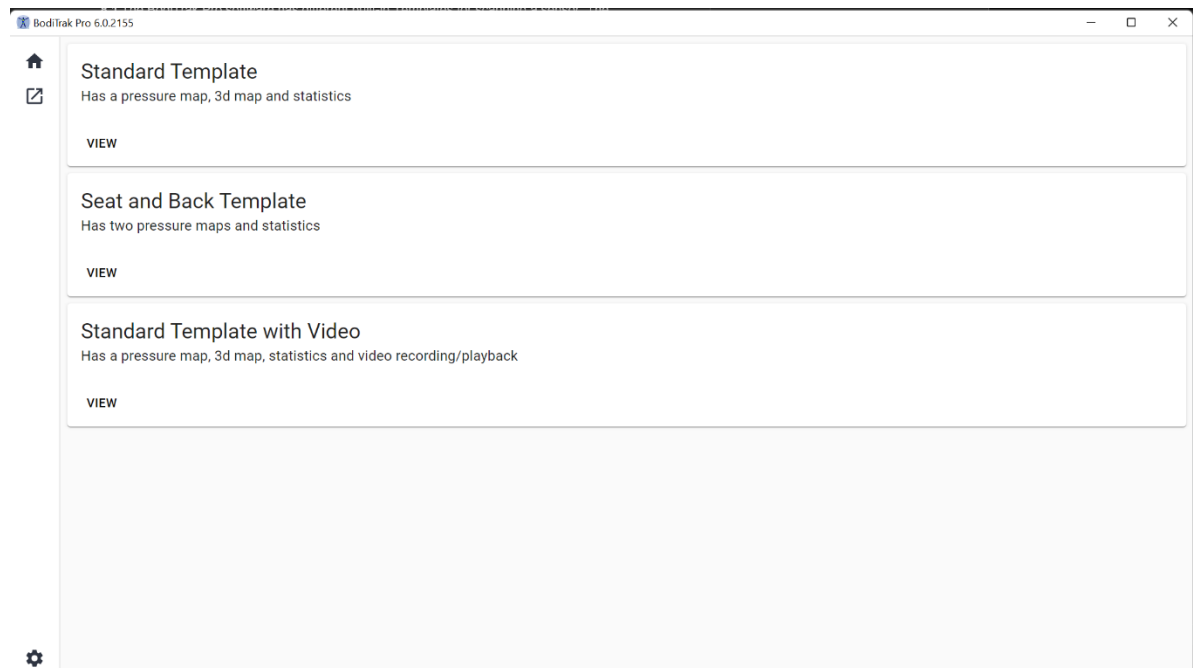 BodiTrak Pro 6.0.2155
Standard Template
Has a pressure map, 3d map and statistics
VIEW
Seat and Back Template
Has two pressure maps and statistics
VIEW
Standard Template with Video
Has a pressure map, 3d map, statistics and video recording/playback
VIEW